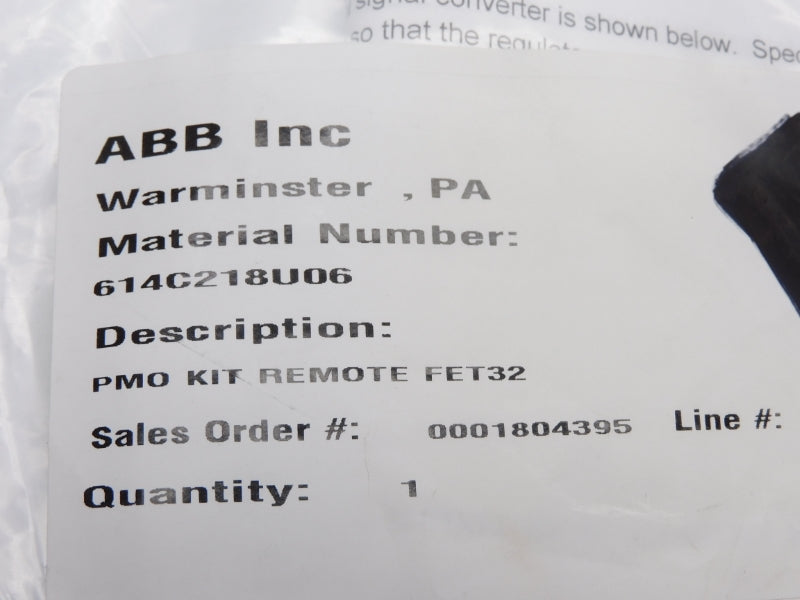 signal converter is shown below. Spec
so that the regulat
ABB Inc
Warminster , PA
Material Number:
614C218U06
Description:
PMO KIT REMOTE FET32
Sales Order #: 0001804395 Line #:
Quantity: 1